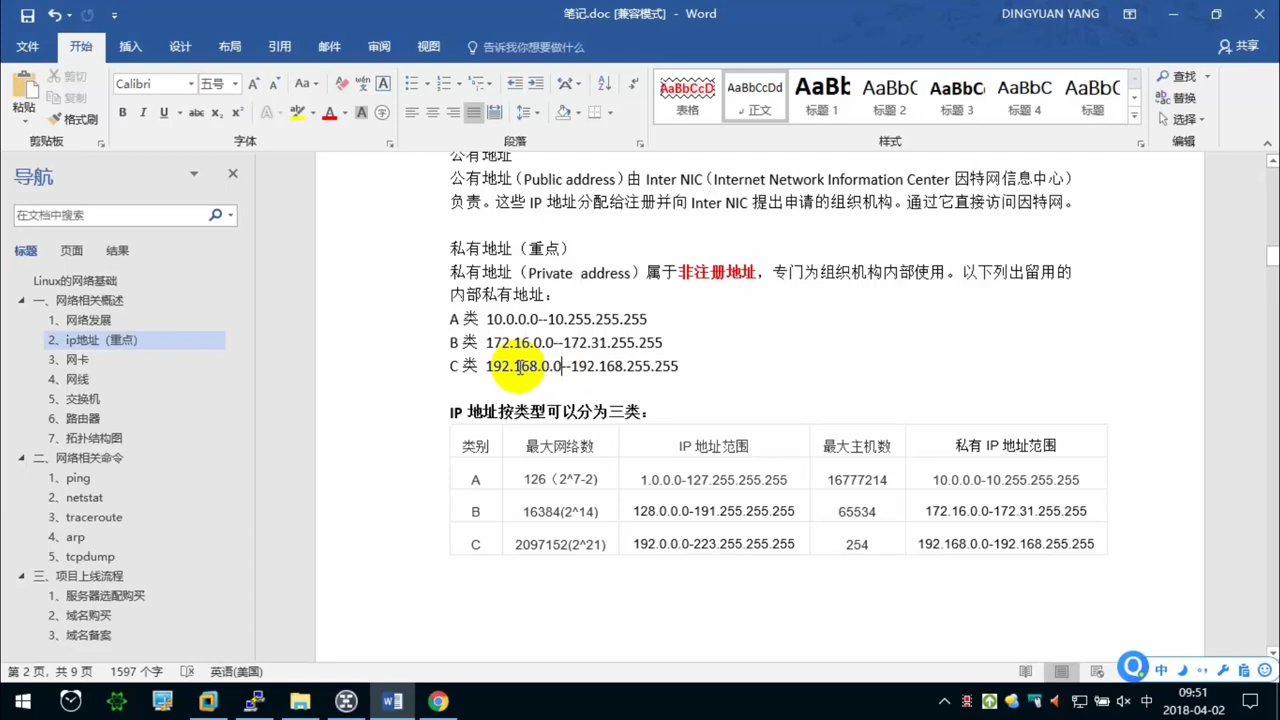 笔记.doc [兼容模式] - Word
DINGYUAN YANG
文件 开始 插入 设计 布局 引用 邮件 审阅 视图 告诉我你想要做什么 共享
粘贴
剪切
复制
格式刷
剪贴板
Calibri 五号
字体
段落
AaBbCcD 表格
AaBbCcDd 正文
AaBb 标题 1
AaBbC 标题 2
AaBbC 标题 3
AaBbC 标题 4
AaBbC 标题
样式
查找
替换
选择
编辑
导航
在文档中搜索
标题 页面 结果
Linux的网络基础
一、网络相关概述
1、网络发展
2、ip地址（重点）
3、网卡
4、网线
5、交换机
6、路由器
7、拓扑结构图
二、网络相关命令
1、ping
2、netstat
3、traceroute
4、arp
5、tcpdump
三、项目上线流程
1、服务器选配购买
2、域名购买
3、域名备案
公有地址
公有地址（Public address）由 Inter NIC（Internet Network Information Center 因特网信息中心）
负责。这些 IP 地址分配给注册并向 Inter NIC 提出申请的组织机构。通过它直接访问因特网。
私有地址（重点）
私有地址（Private address）属于非注册地址，专门为组织机构内部使用。以下列出留用的
内部私有地址：
A 类 10.0.0.0--10.255.255.255
B 类 172.16.0.0--172.31.255.255
C 类 192.168.0.0--192.168.255.255
IP 地址按类型可以分为三类：
类别 最大网络数 IP 地址范围 最大主机数 私有 IP 地址范围
A 126（2^7-2) 1.0.0.0-127.255.255.255 16777214 10.0.0.0-10.255.255.255
B 16384(2^14) 128.0.0.0-191.255.255.255 65534 172.16.0.0-172.31.255.255
C 2097152(2^21) 192.0.0.0-223.255.255.255 254 192.168.0.0-192.168.255.255
第 2 页，共 9 页 1597 个字 英语(美国)
中
中
09:51
2018-04-02